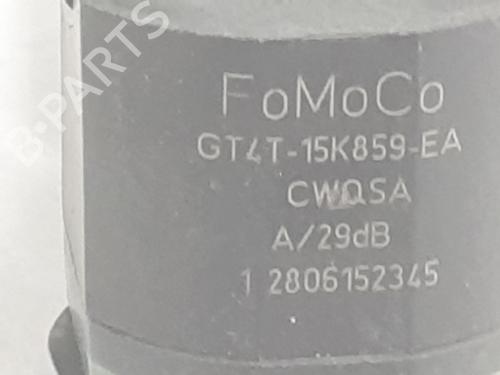 B-PARTS
FoMoCo
GT4T-15K859-EA
CWQSA
A/29dB
1 2806152345